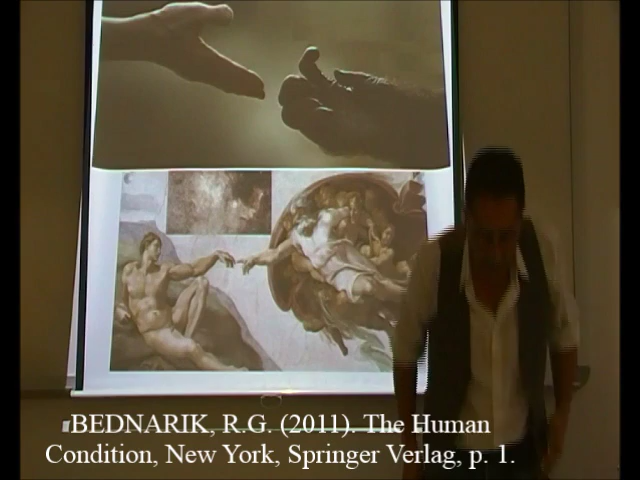 BEDNARIK, R.G. (2011). The Human
Condition, New York, Springer Verlag, p. 1.